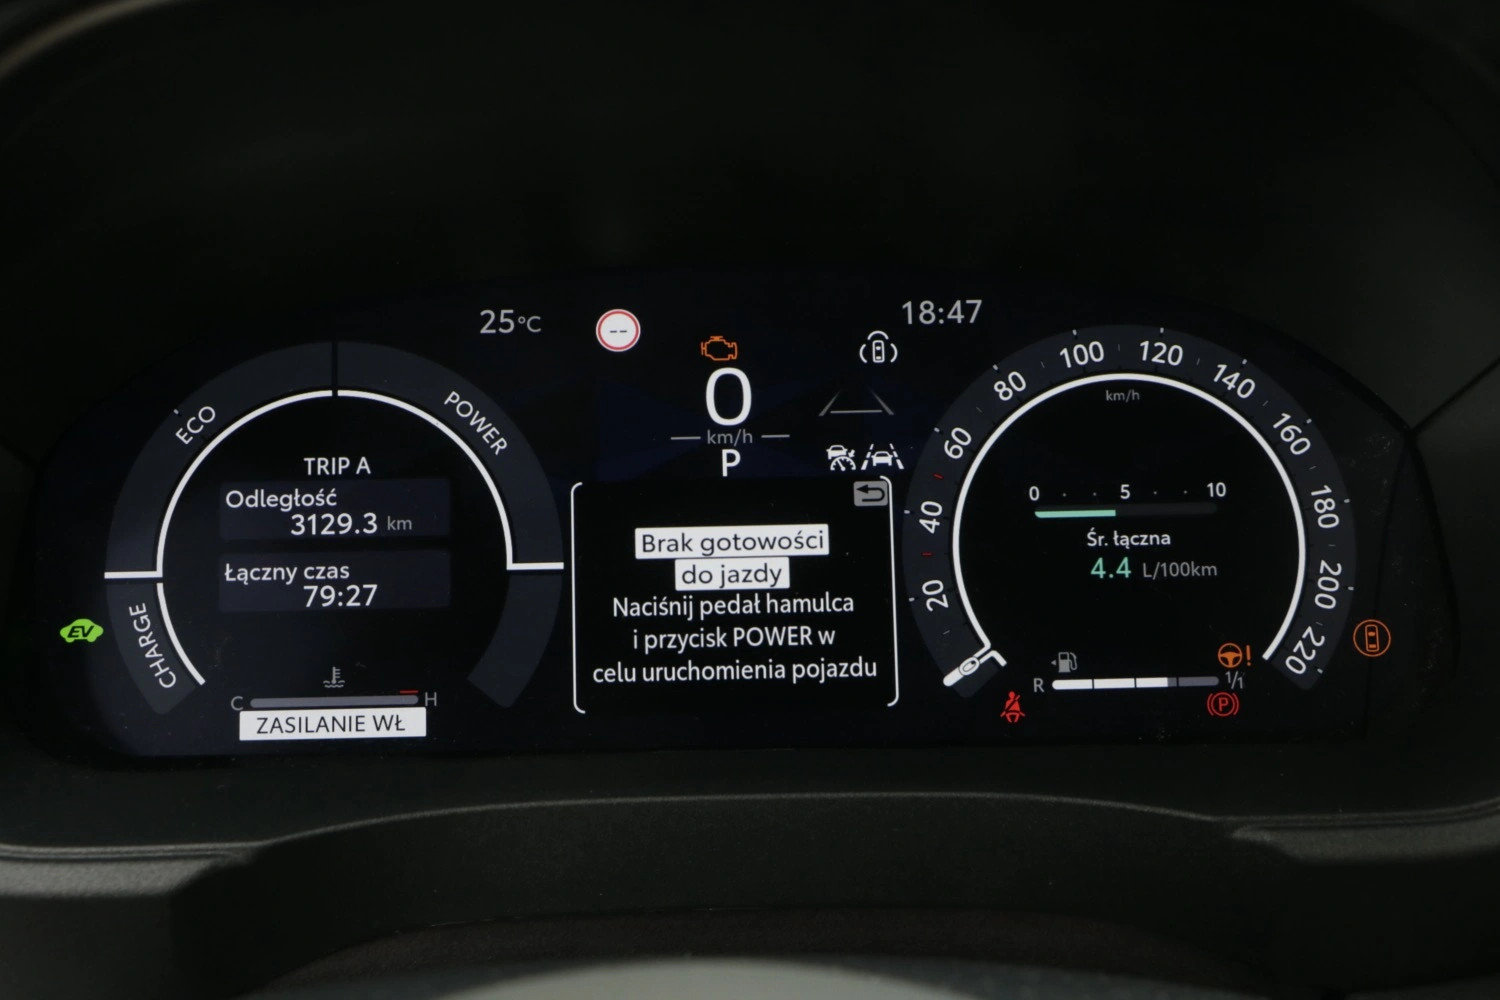 25°C
--
18:47
ECO
POWER
CHARGE
EV
TRIP A
Odległość
3129.3 km
Łączny czas
79:27
C
H
ZASILANIE WŁ
0
km/h
P
Brak gotowości
do jazdy
Naciśnij pedał hamulca
i przycisk POWER w
celu uruchomienia pojazdu
20
40
60
80
100
120
140
160
180
200
220
km/h
0 5 10
Śr. łączna
4.4 L/100km
R
1/1
!
P